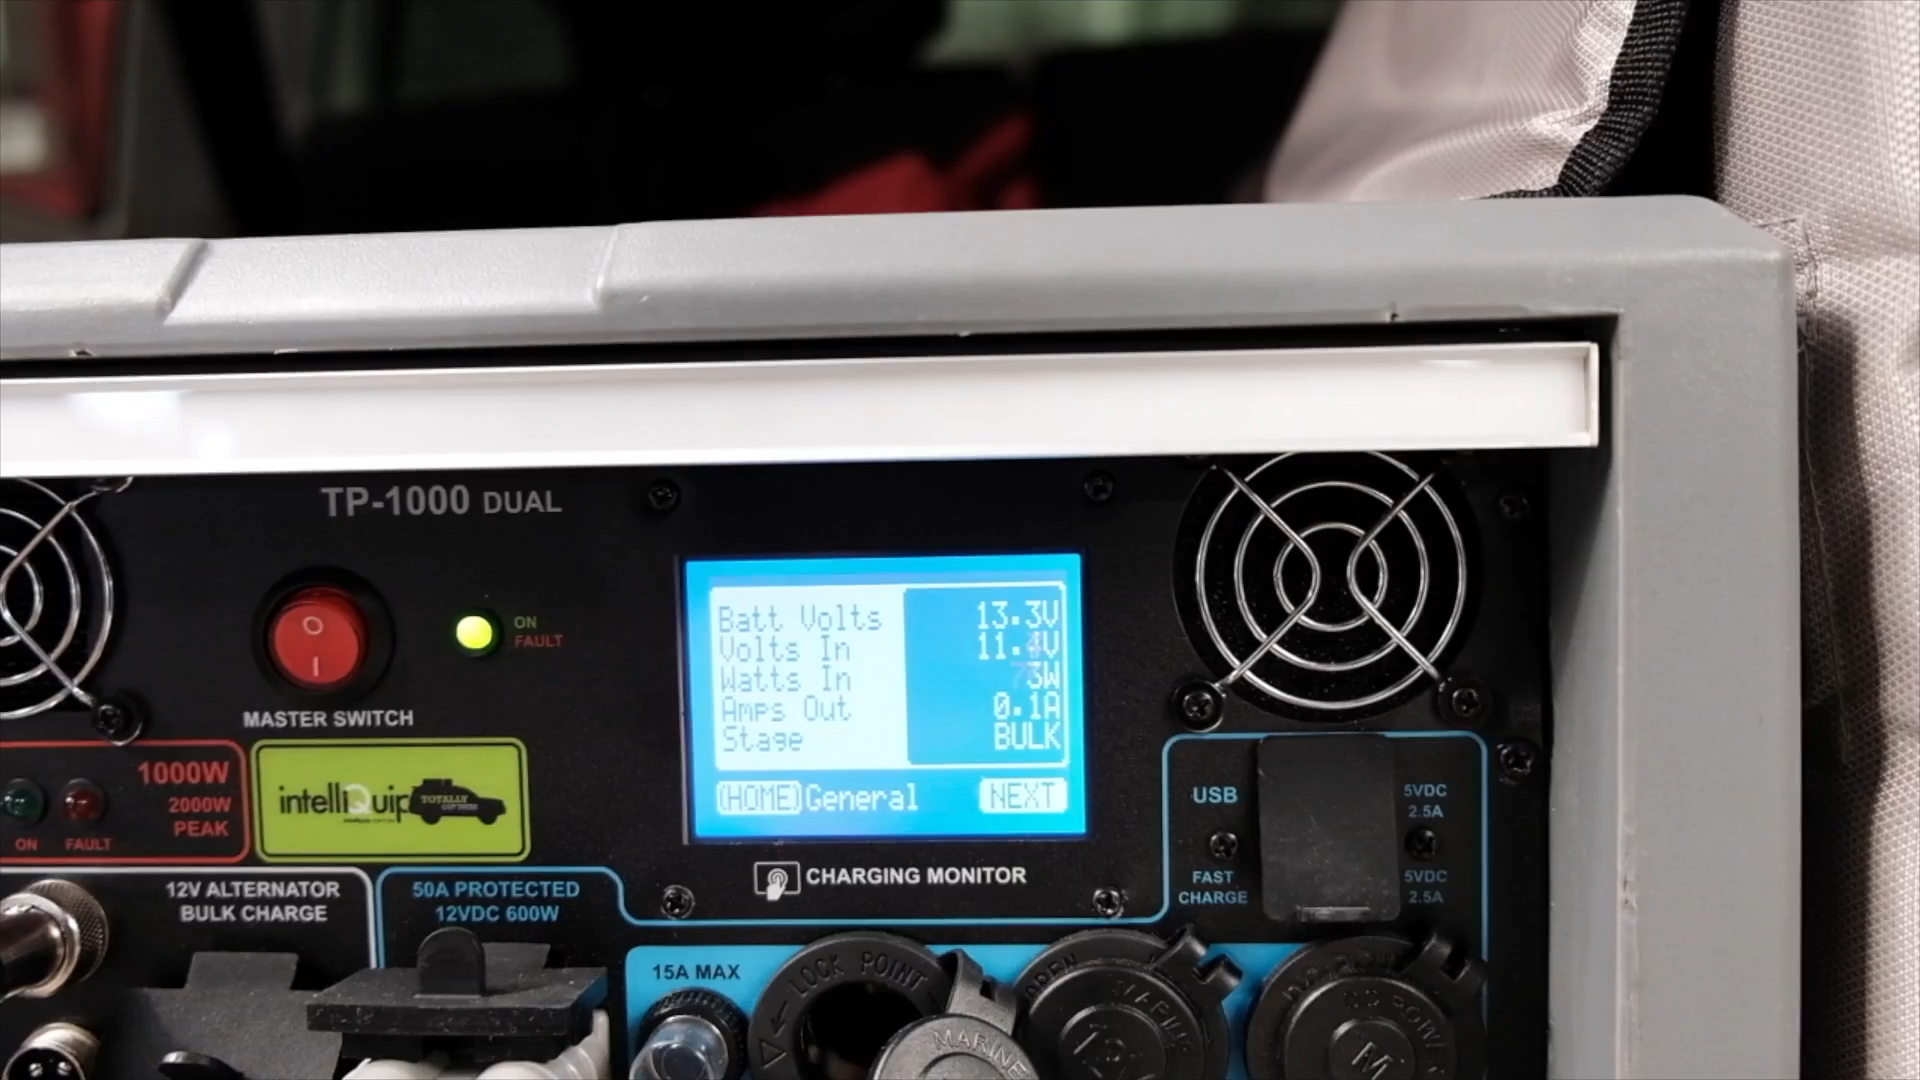 TP-1000 DUAL
ON
FAULT
MASTER SWITCH
Batt Volts 13.3V
Volts In
Watts In 3W
Amps Out 0.1A
Stage BULK
(HOME) General NEXT
CHARGING MONITOR
1000W
2000W
PEAK
ON FAULT
intelliQuip
TOTALLY
12V ALTERNATOR
BULK CHARGE
50A PROTECTED
12VDC 600W
USB
5VDC
2.5A
FAST
CHARGE
5VDC
2.5A
15A MAX
LOCK POINT
MARINE